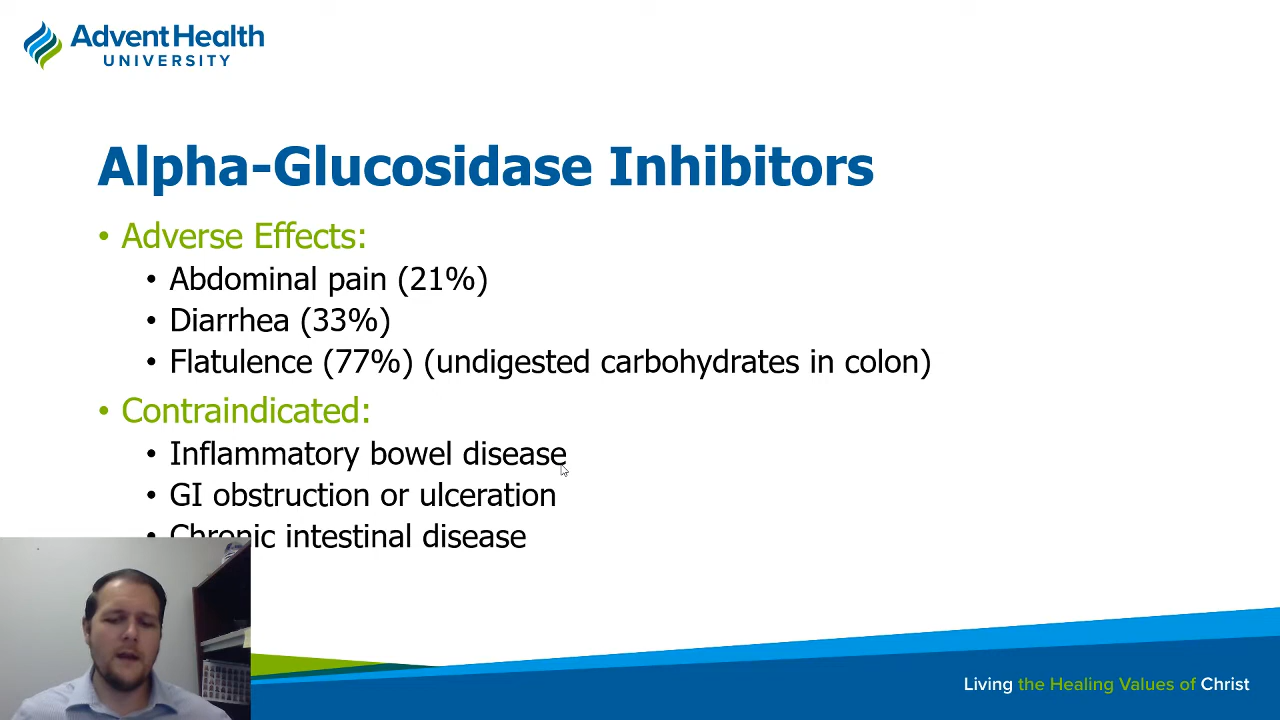 AdventHealth
UNIVERSITY
Alpha-Glucosidase Inhibitors
• Adverse Effects:
• Abdominal pain (21%)
• Diarrhea (33%)
• Flatulence (77%) (undigested carbohydrates in colon)
• Contraindicated:
• Inflammatory bowel disease
• GI obstruction or ulceration
• Chronic intestinal disease
Living the Healing Values of Christ